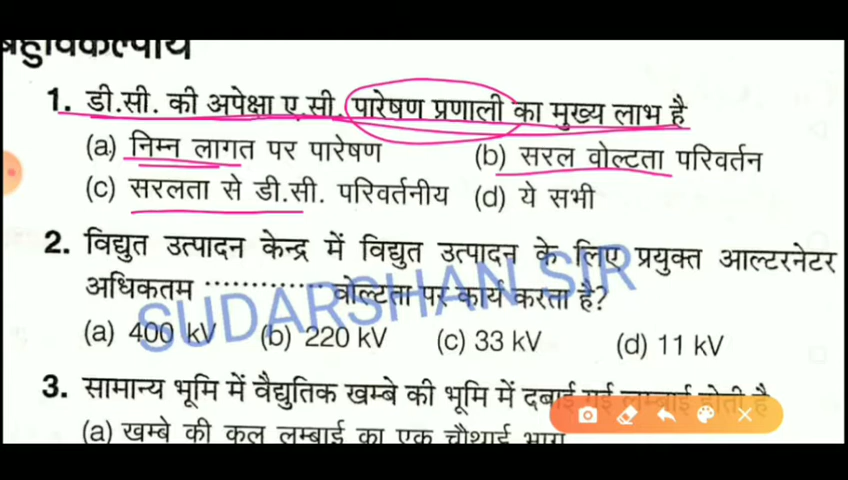 बहुविकल्पीय
1. डी.सी. की अपेक्षा ए.सी. पारेषण प्रणाली का मुख्य लाभ है
(a) निम्न लागत पर पारेषण (b) सरल वोल्टता परिवर्तन
(c) सरलता से डी.सी. परिवर्तनीय (d) ये सभी
2. विद्युत उत्पादन केन्द्र में विद्युत उत्पादन के लिए प्रयुक्त आल्टरनेटर
अधिकतम ............. वोल्टता पर कार्य करता है?
SUDARSHAN SIR
(a) 400 kV (b) 220 kV (c) 33 kV (d) 11 kV
3. सामान्य भूमि में वैद्युतिक खम्बे की भूमि में दबाई गई लम्बाई होती है
(a) खम्बे की कुल लम्बाई का एक चौथाई भाग